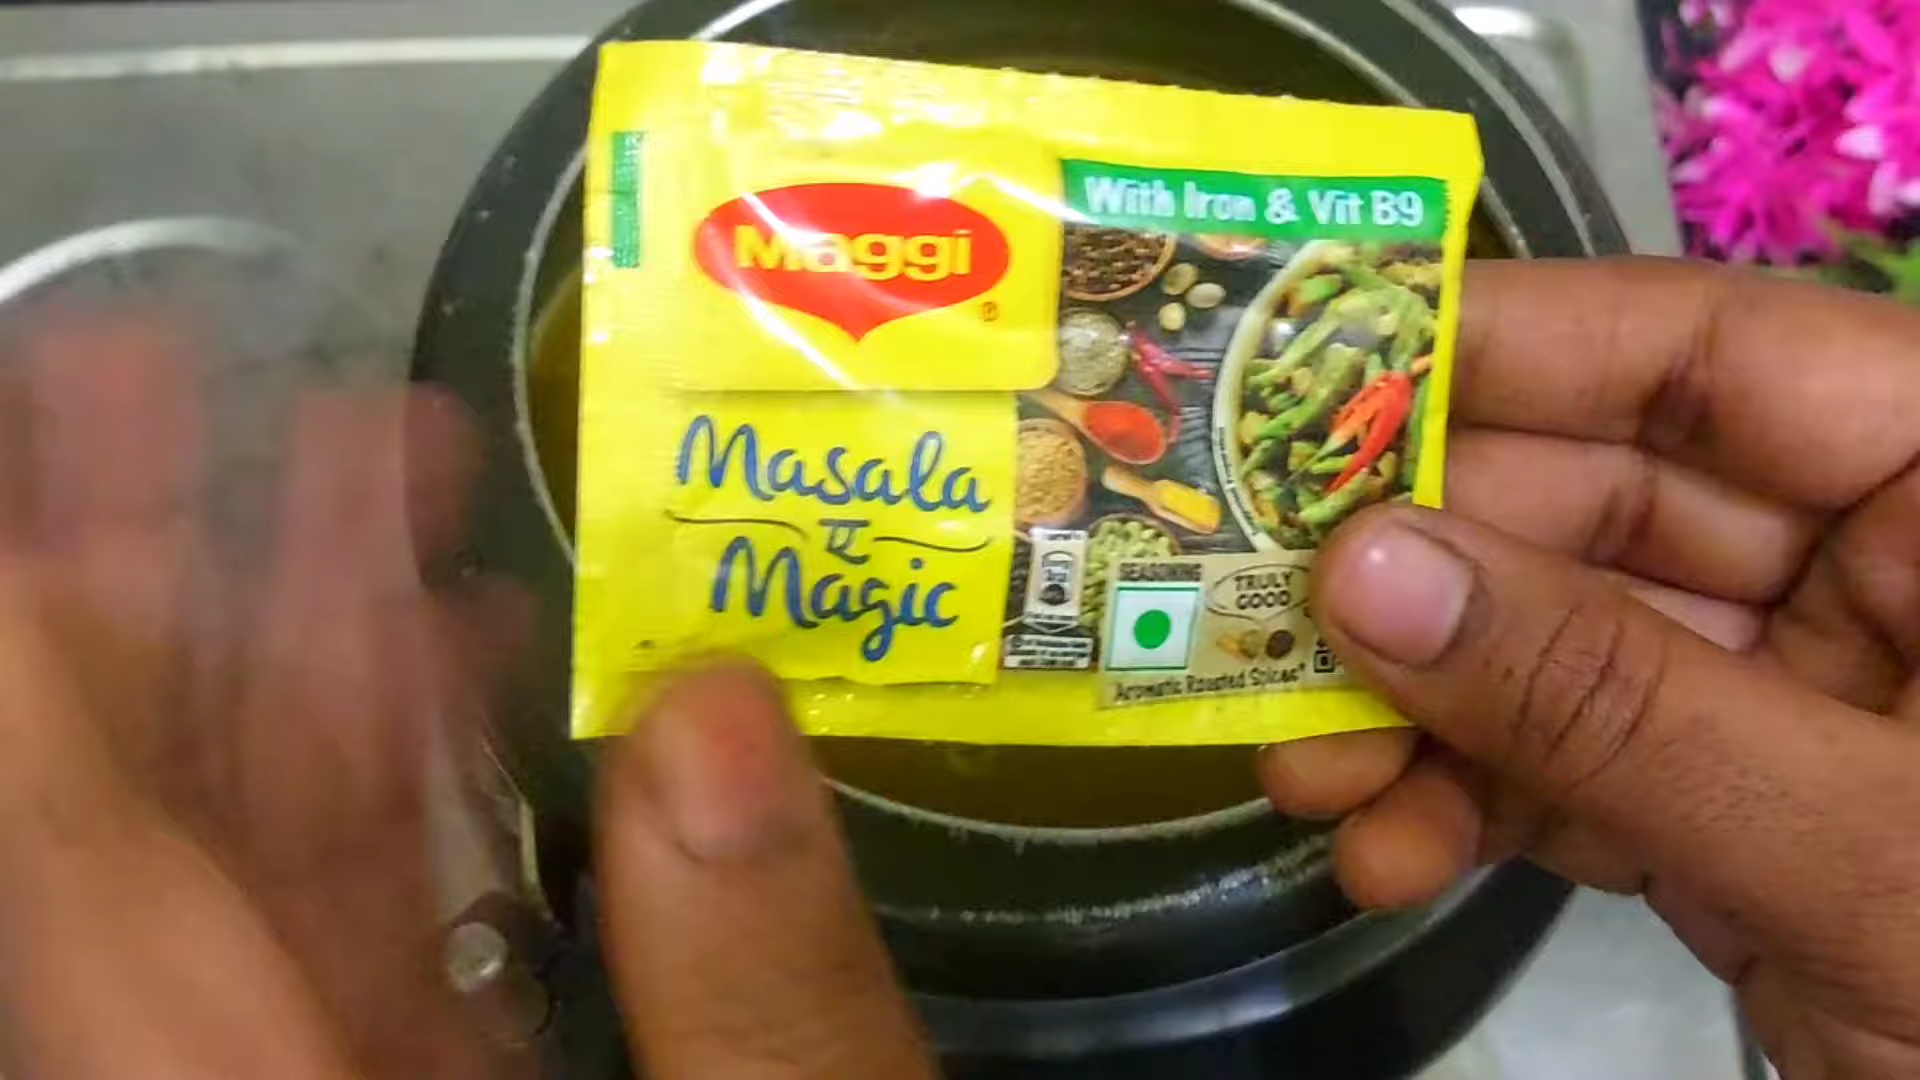 Maggi
®
With Iron & Vit B9
Masala
ए
Magic
SEASONING
TRULY
GOOD
Aromatic Roasted Spices*